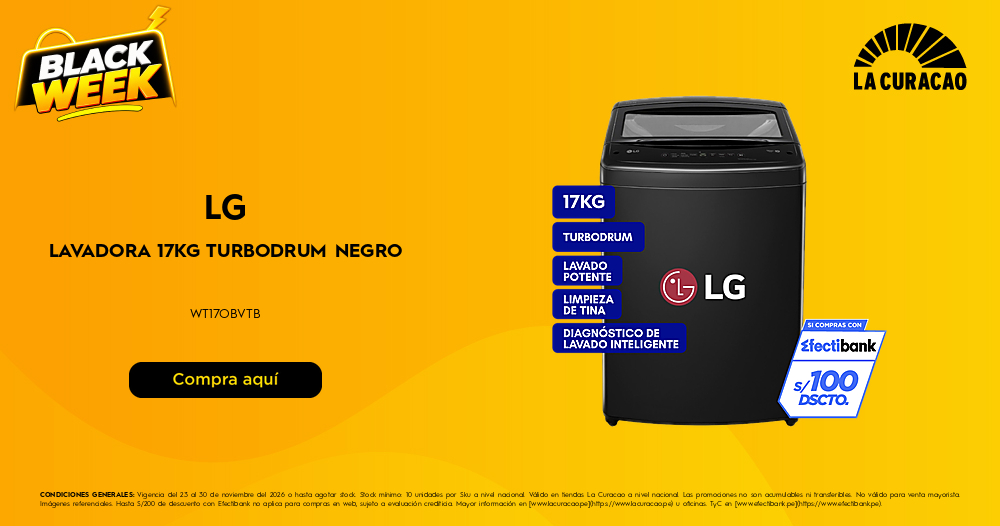 BLACK
WEEK
LA CURACAO
LG
LAVADORA 17KG TURBODRUM NEGRO
WT17OBVTB
Compra aquí
17KG
TURBODRUM
LAVADO
POTENTE
LIMPIEZA
DE TINA
DIAGNÓSTICO DE
LAVADO INTELIGENTE
LG
LG
SI COMPRAS CON
Efectibank
S/100
DSCTO.
CONDICIONES GENERALES: Vigencia del 23 al 30 de noviembre del 2026 o hasta agotar stock. Stock mínimo: 10 unidades por Sku a nivel nacional. Válido en tiendas La Curacao a nivel nacional. Las promociones no son acumulables ni transferibles. No válido para venta mayorista.
Imágenes referenciales. Hasta S/200 de descuento con Efectibank no aplica para compras en web, sujeto a evaluación crediticia. Mayor información en [www.lacuracao.pe](https://www.lacuracao.pe) u oficinas. TyC en [www.efectibank.pe](https://www.efectibank.pe).